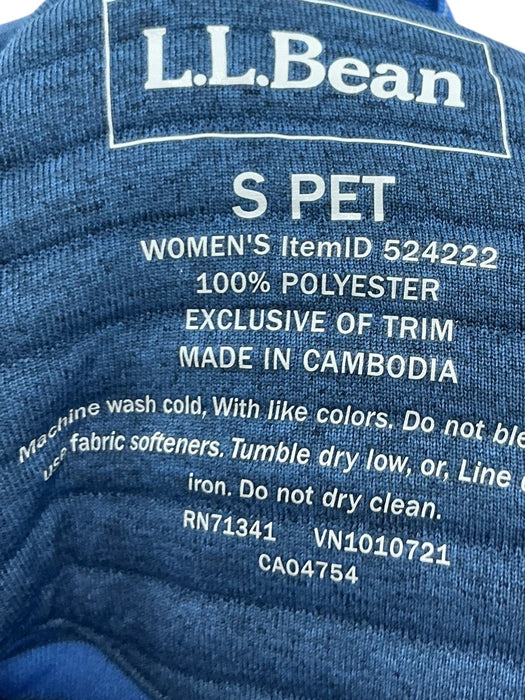 L.L.Bean
S PET
WOMEN'S ItemID 524222
100% POLYESTER
EXCLUSIVE OF TRIM
MADE IN CAMBODIA
Machine wash cold, With like colors. Do not
use fabric softeners. Tumble dry low, or, Line
iron. Do not dry clean.
RN71341 VN1010721
CA04754